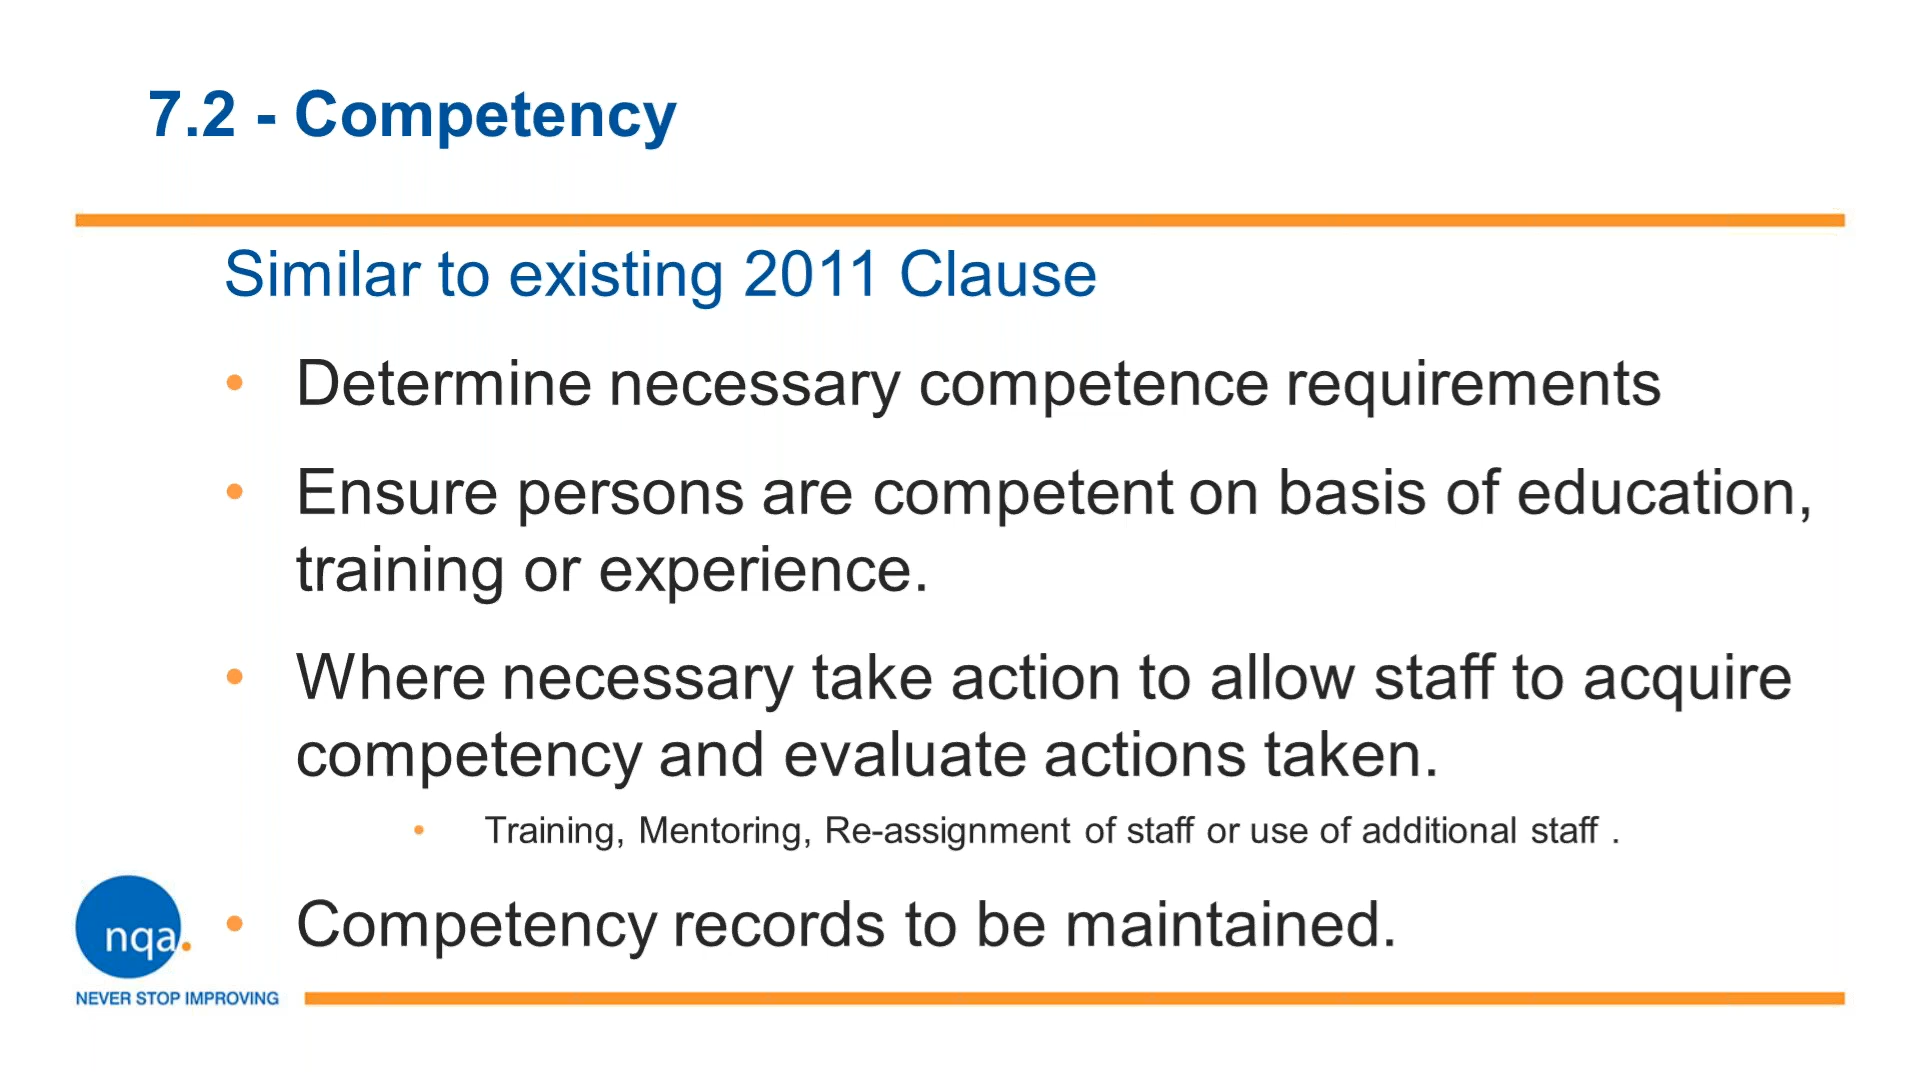 7.2 - Competency
Similar to existing 2011 Clause
• Determine necessary competence requirements
• Ensure persons are competent on basis of education,
training or experience.
• Where necessary take action to allow staff to acquire
competency and evaluate actions taken.
• Training, Mentoring, Re-assignment of staff or use of additional staff .
• Competency records to be maintained.
nqa.
NEVER STOP IMPROVING